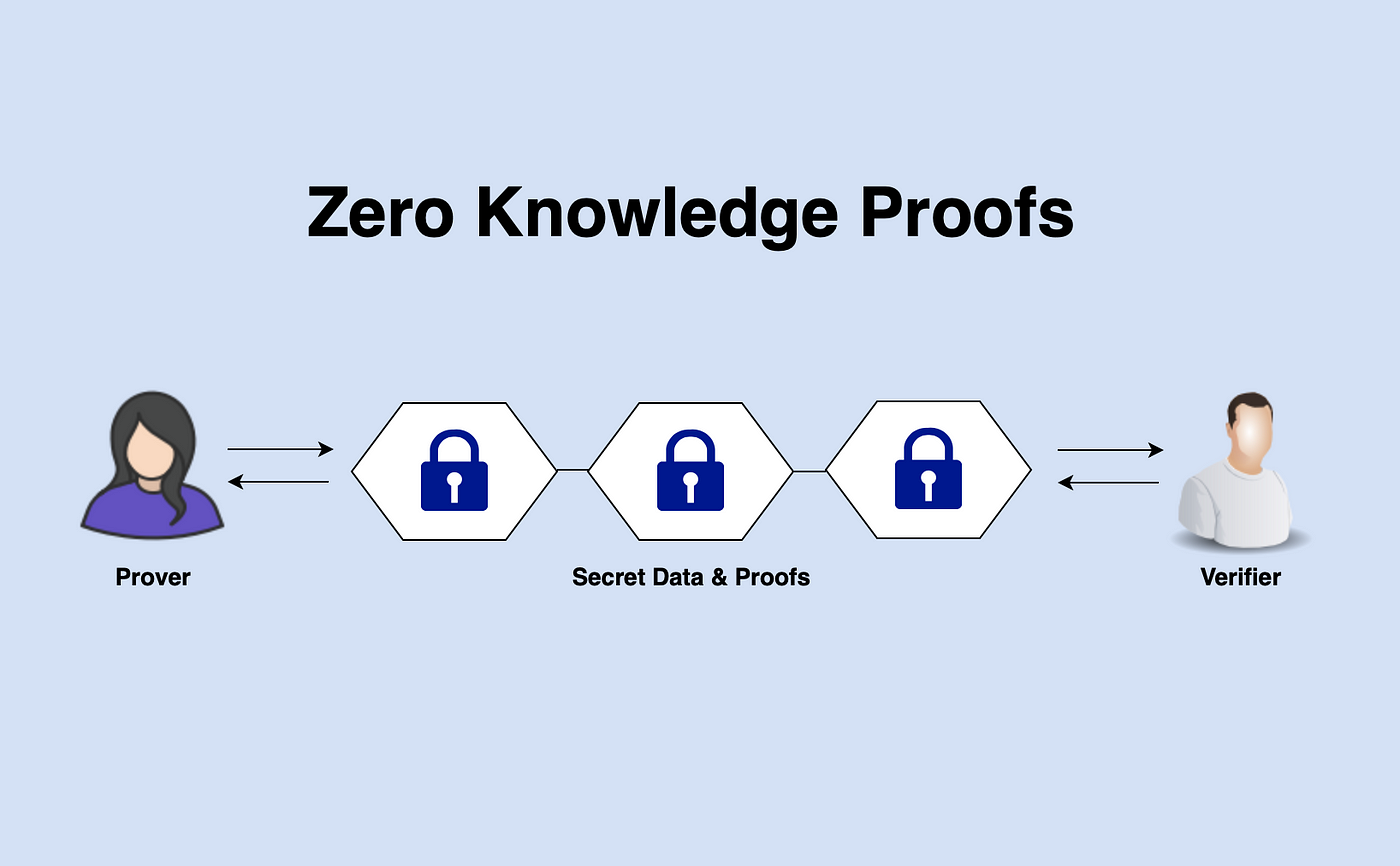 Zero Knowledge Proofs
Prover
Secret Data & Proofs
Verifier